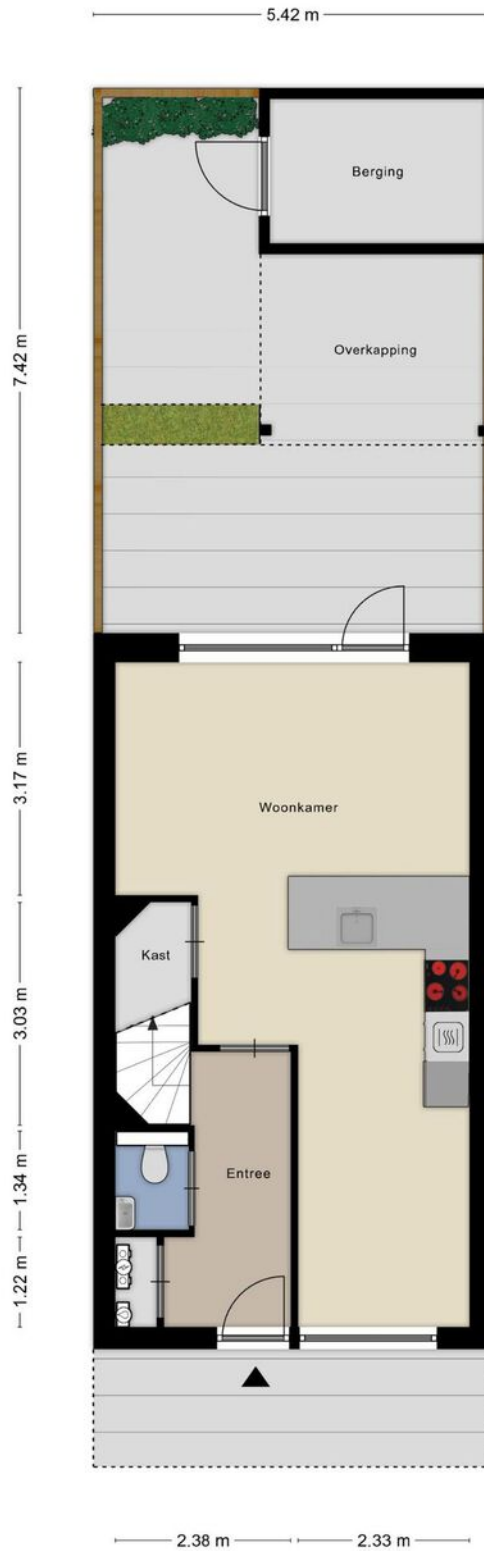 5.42 m
Berging
7.42 m
Overkapping
3.17 m
Woonkamer
Kast
3.03 m
Entree
1.34 m
1.22 m
2.38 m
2.33 m